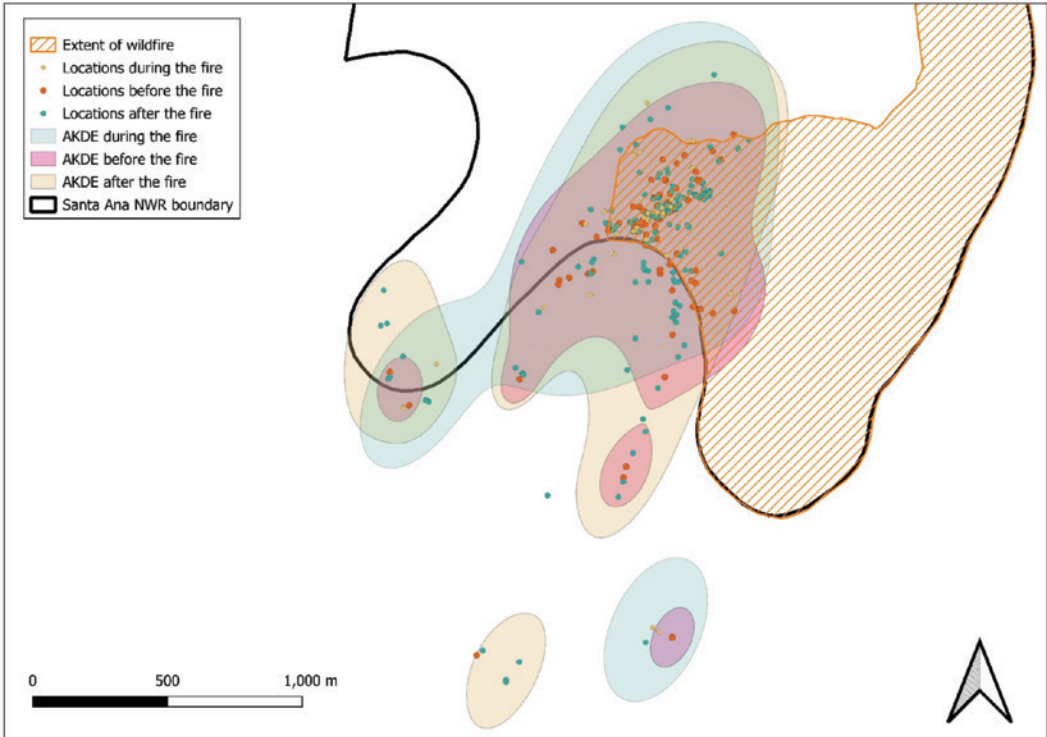 Extent of wildfire
Locations during the fire
Locations before the fire
Locations after the fire
AKDE during the fire
AKDE before the fire
AKDE after the fire
Santa Ana NWR boundary
0 500 1,000 m